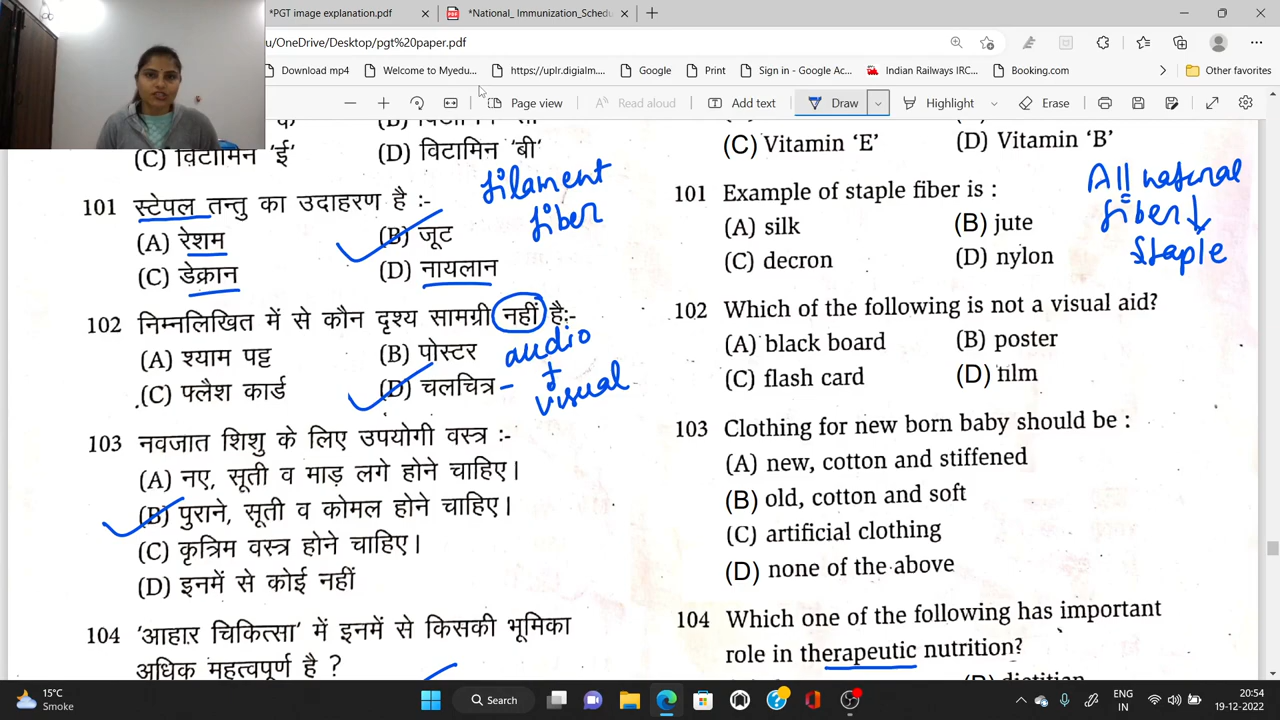 *PGT image explanation.pdf
*National_ Immunization_Schedu
u/OneDrive/Desktop/pgt%20paper.pdf
Download mp4
Welcome to Myedu...
https://uplr.digialm....
Google
Print
Sign in - Google Ac...
Indian Railways IRC...
Booking.com
Other favorites
Page view
Read aloud
Add text
Draw
Highlight
Erase
(C) विटामिन 'ई'
(D) विटामिन 'बी'
101 स्टेपल तन्तु का उदाहरण है :-
(A) रेशम
(B) जूट
(C) डेक्रान
(D) नायलान
filament
fiber
102 निम्नलिखित में से कौन दृश्य सामग्री नहीं है:-
(A) श्याम पट्ट
(B) पोस्टर
(C) फ्लैश कार्ड
(D) चलचित्र -
audio
+
visual
103 नवजात शिशु के लिए उपयोगी वस्त्र :-
(A) नए, सूती व माड़ लगे होने चाहिए।
(B) पुराने, सूती व कोमल होने चाहिए।
(C) कृत्रिम वस्त्र होने चाहिए।
(D) इनमें से कोई नहीं
104 'आहार चिकित्सा' में इनमें से किसकी भूमिका
अधिक महत्वपूर्ण है ?
(C) Vitamin 'E'
(D) Vitamin 'B'
101 Example of staple fiber is :
(A) silk
(B) jute
(C) decron
(D) nylon
All natural
fiber
Staple
102 Which of the following is not a visual aid?
(A) black board
(B) poster
(C) flash card
(D) film
103 Clothing for new born baby should be :
(A) new, cotton and stiffened
(B) old, cotton and soft
(C) artificial clothing
(D) none of the above
104 Which one of the following has important
role in therapeutic nutrition?
(B) dietitian
15°C
Smoke
Search
ENG
IN
20:54
19-12-2022